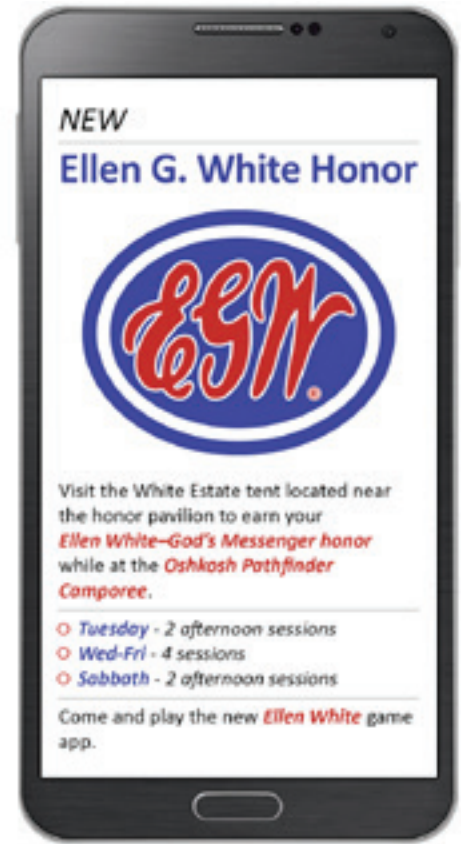 NEW
Ellen G. White Honor
EGW®
Visit the White Estate tent located near
the honor pavilion to earn your
Ellen White–God's Messenger honor
while at the Oshkosh Pathfinder
Camporee.
Tuesday - 2 afternoon sessions
Wed-Fri - 4 sessions
Sabbath - 2 afternoon sessions
Come and play the new Ellen White game
app.